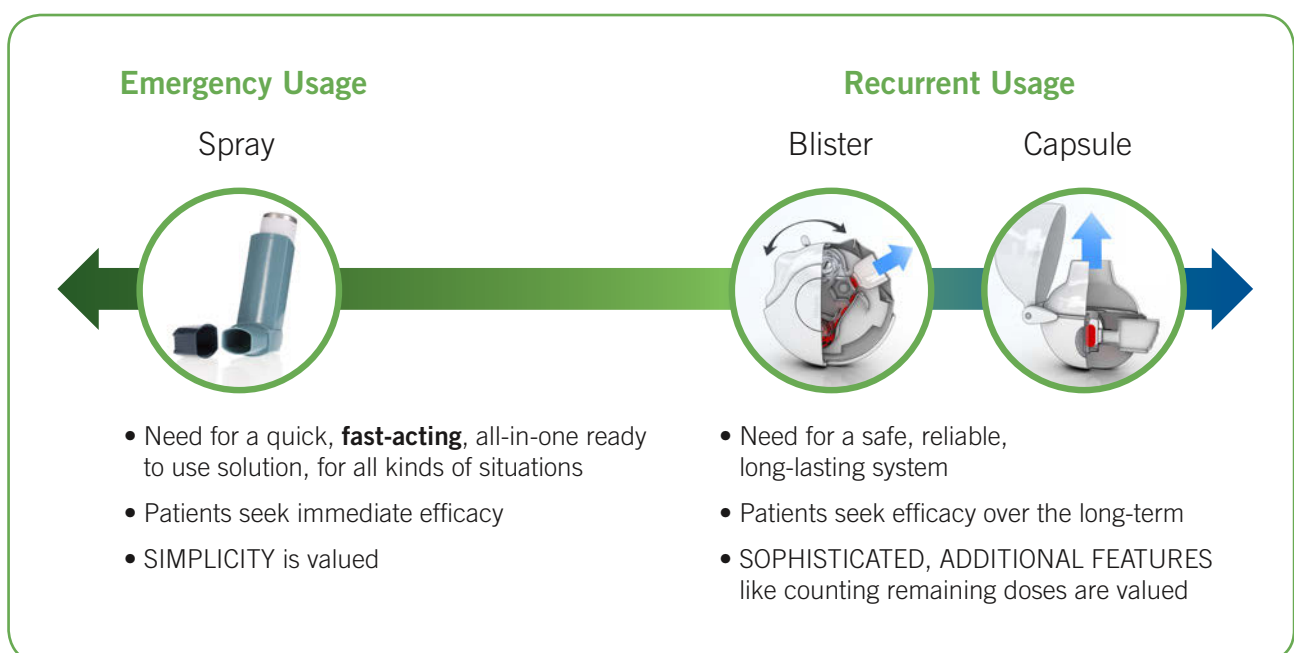 Emergency Usage
Recurrent Usage
Spray
Blister
Capsule
• Need for a quick, fast-acting, all-in-one ready
to use solution, for all kinds of situations
• Patients seek immediate efficacy
• SIMPLICITY is valued
• Need for a safe, reliable,
long-lasting system
• Patients seek efficacy over the long-term
• SOPHISTICATED, ADDITIONAL FEATURES
like counting remaining doses are valued